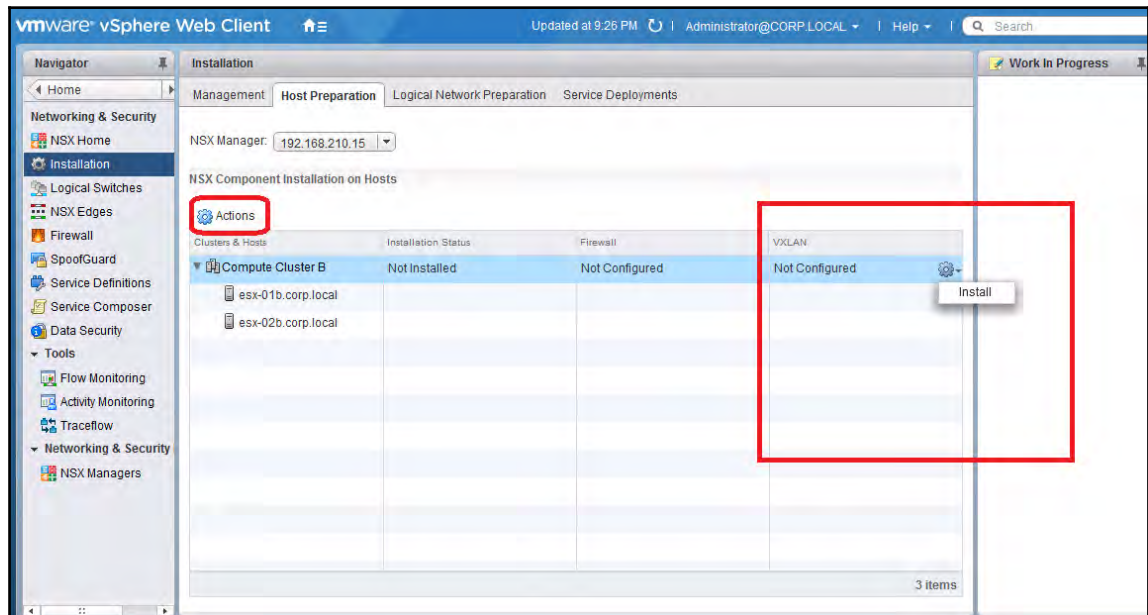 vmware vSphere Web Client Updated at 9:26 PM Administrator@CORP.LOCAL Help Search
Navigator
Home
Networking & Security
NSX Home
Installation
Logical Switches
NSX Edges
Firewall
SpoofGuard
Service Definitions
Service Composer
Data Security
Tools
Flow Monitoring
Activity Monitoring
Traceflow
Networking & Security
NSX Managers
Installation
Management Host Preparation Logical Network Preparation Service Deployments
NSX Manager: 192.168.210.15
NSX Component Installation on Hosts
Actions
Clusters & Hosts Installation Status Firewall VXLAN
Compute Cluster B Not Installed Not Configured Not Configured
Install
esx-01b.corp.local
esx-02b.corp.local
3 items
Work In Progress